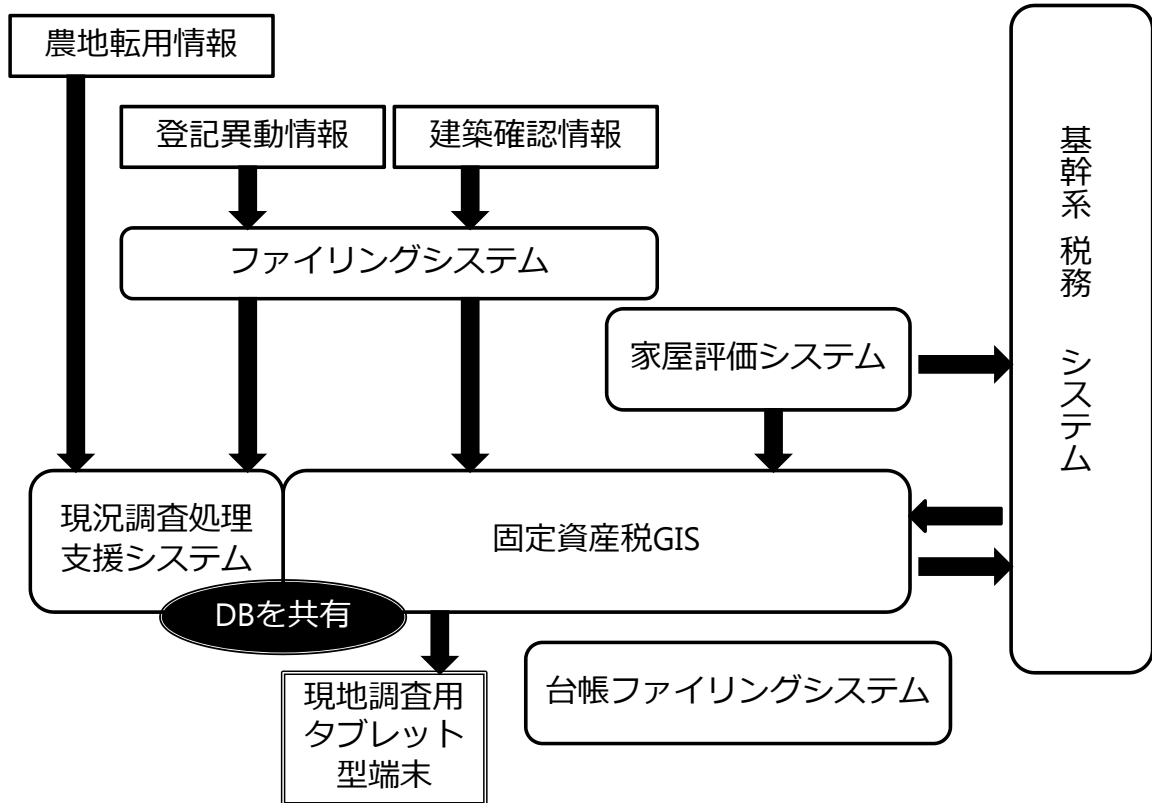 農地転用情報
登記異動情報
建築確認情報
ファイリングシステム
家屋評価システム
基幹系 税務 システム
現況調査処理
支援システム
固定資産税GIS
DBを共有
現地調査用
タブレット
型端末
台帳ファイリングシステム